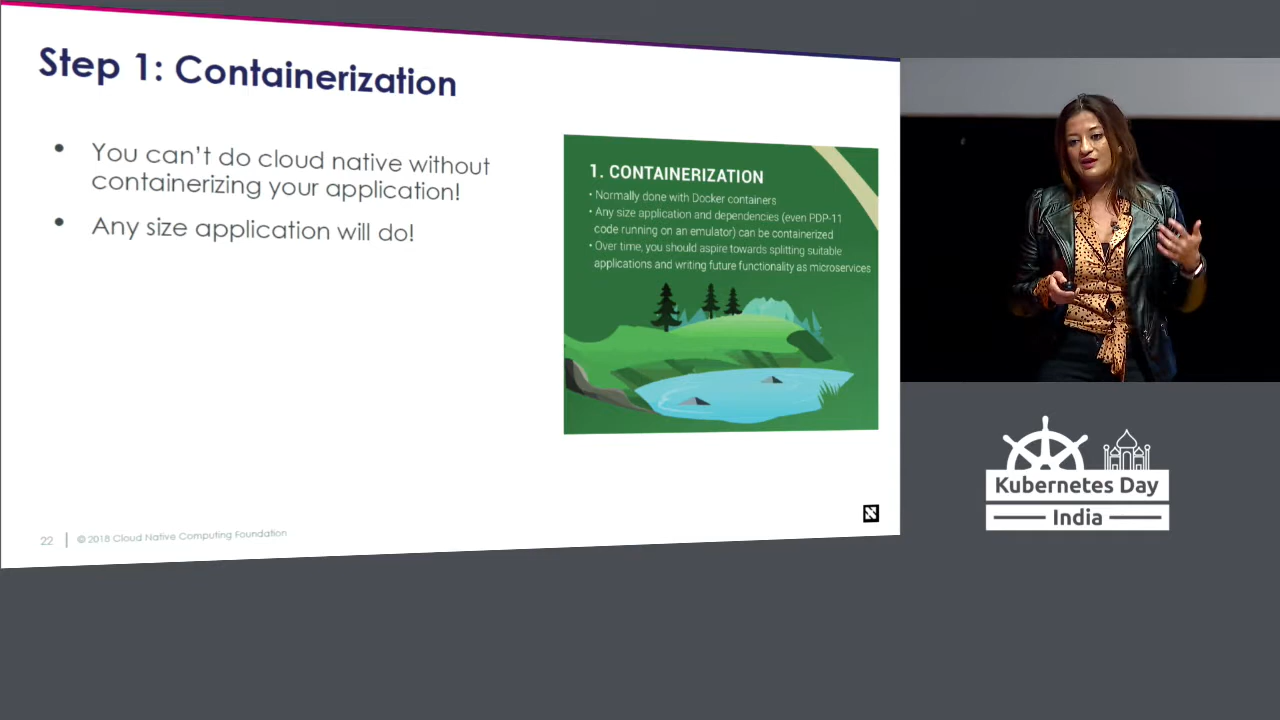 Step 1: Containerization
• You can't do cloud native without
containerizing your application!
• Any size application will do!
1. CONTAINERIZATION
• Normally done with Docker containers
• Any size application and dependencies (even PDP-11
code running on an emulator) can be containerized
• Over time, you should aspire towards splitting suitable
applications and writing future functionality as microservices
22 | © 2018 Cloud Native Computing Foundation
Kubernetes Day
India